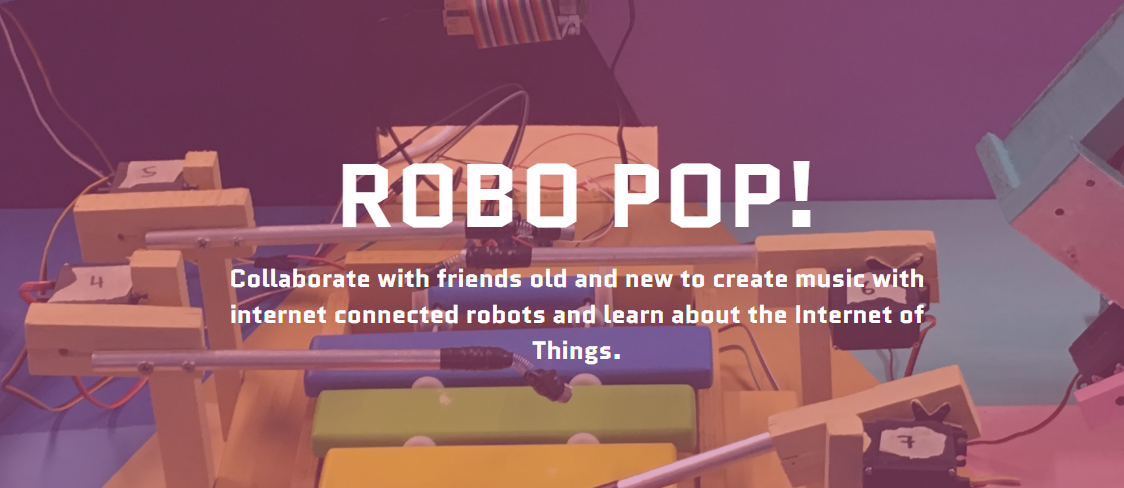 5
ROBO POP!
4
Collaborate with friends old and new to create music with
6
internet connected robots and learn about the Internet of
Things.
7